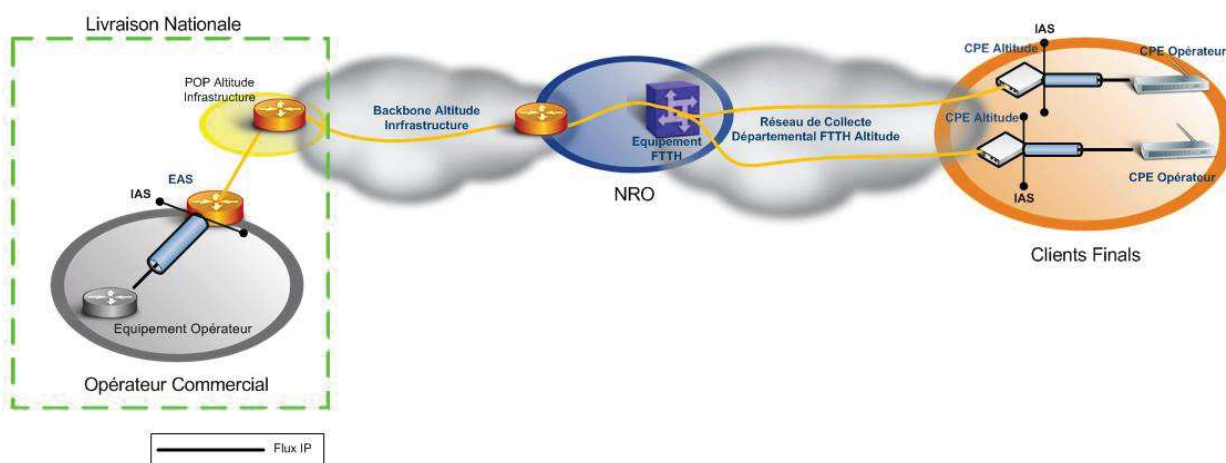 Livraison Nationale
POP Altitude
Infrastructure
EAS
IAS
Equipement Opérateur
Opérateur Commercial
Backbone Altitude
Inrfrastructure
Equipement
FTTH
NRO
Réseau de Collecte
Départemental FTTH Altitude
IAS
CPE Altitude
CPE Opérateur
CPE Altitude
IAS
CPE Opérateur
Clients Finals
Flux IP